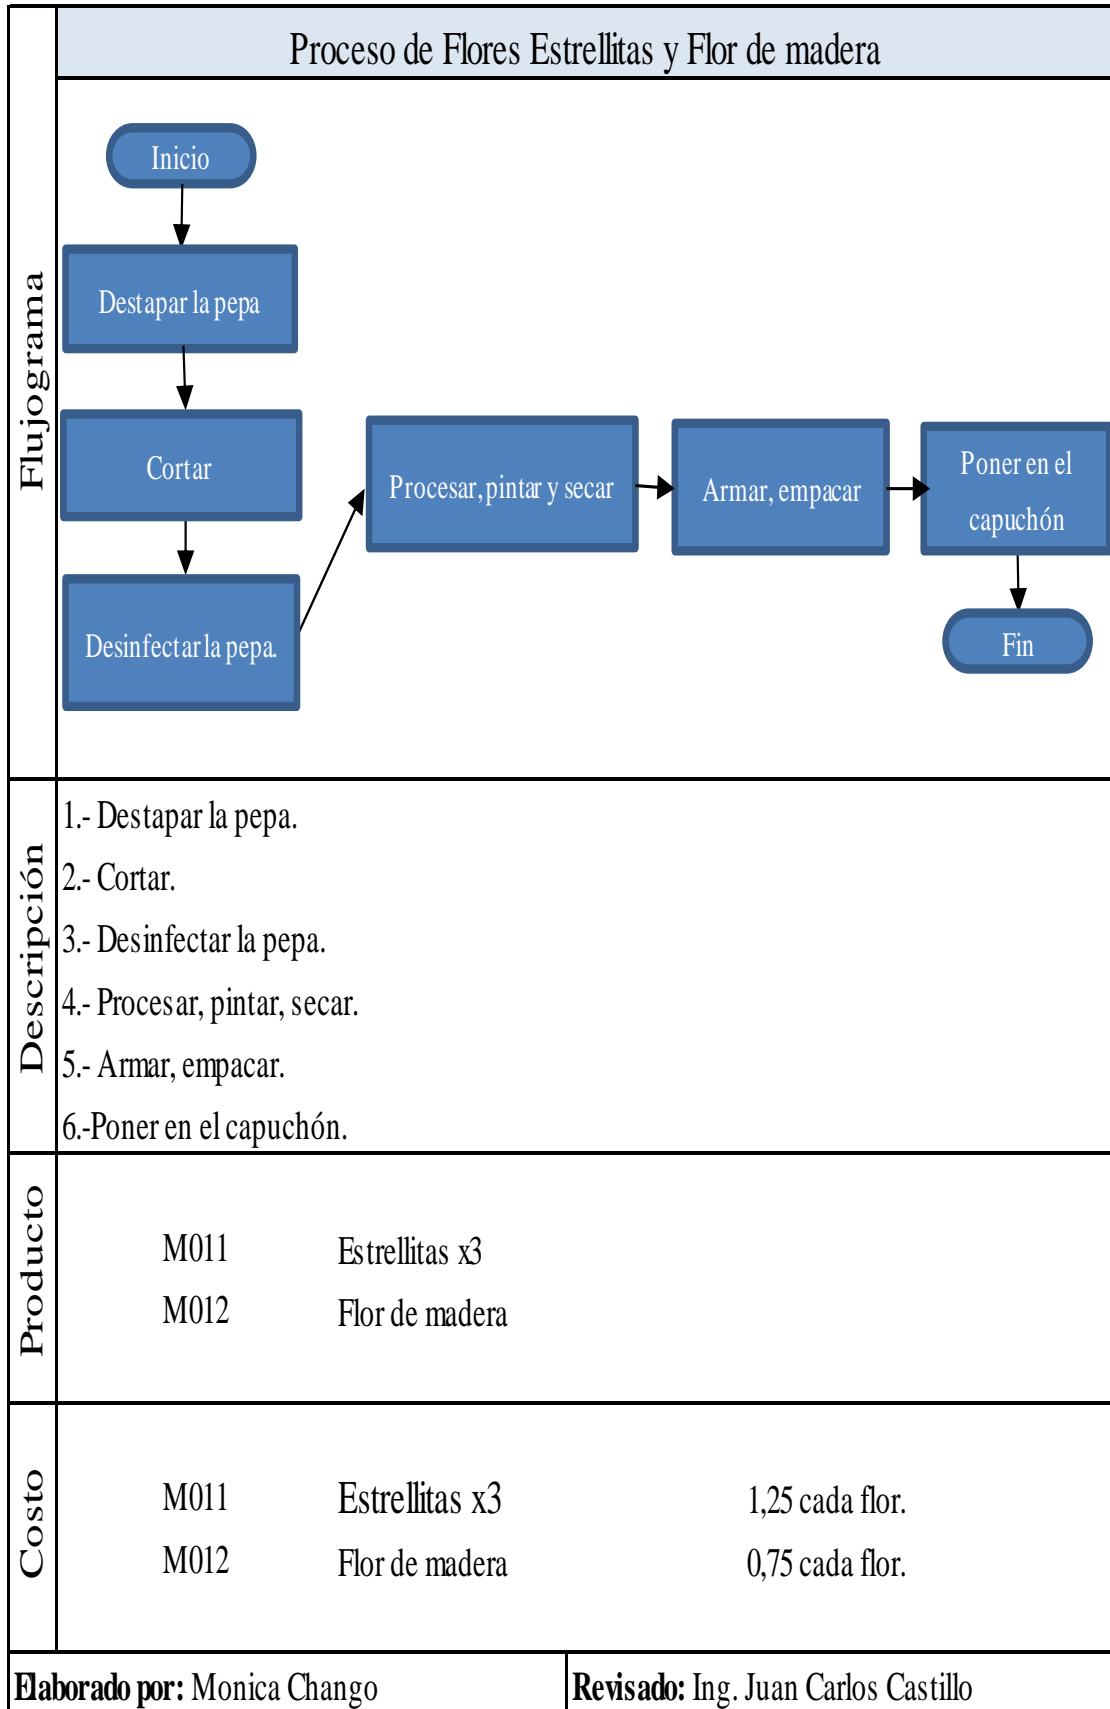 Proceso de Flores Estrellitas y Flor de madera
Flujograma
Inicio
Destapar la pepa
Cortar
Desinfectar la pepa.
Procesar, pintar y secar
Armar, empacar
Poner en el
capuchón
Fin
Descripción
1.- Destapar la pepa.
2.- Cortar.
3.- Desinfectar la pepa.
4.- Procesar, pintar, secar.
5.- Armar, empacar.
6.-Poner en el capuchón.
Producto
M011 Estrellitas x3
M012 Flor de madera
Costo
M011 Estrellitas x3 1,25 cada flor.
M012 Flor de madera 0,75 cada flor.
Elaborado por: Monica Chango
Revisado: Ing. Juan Carlos Castillo